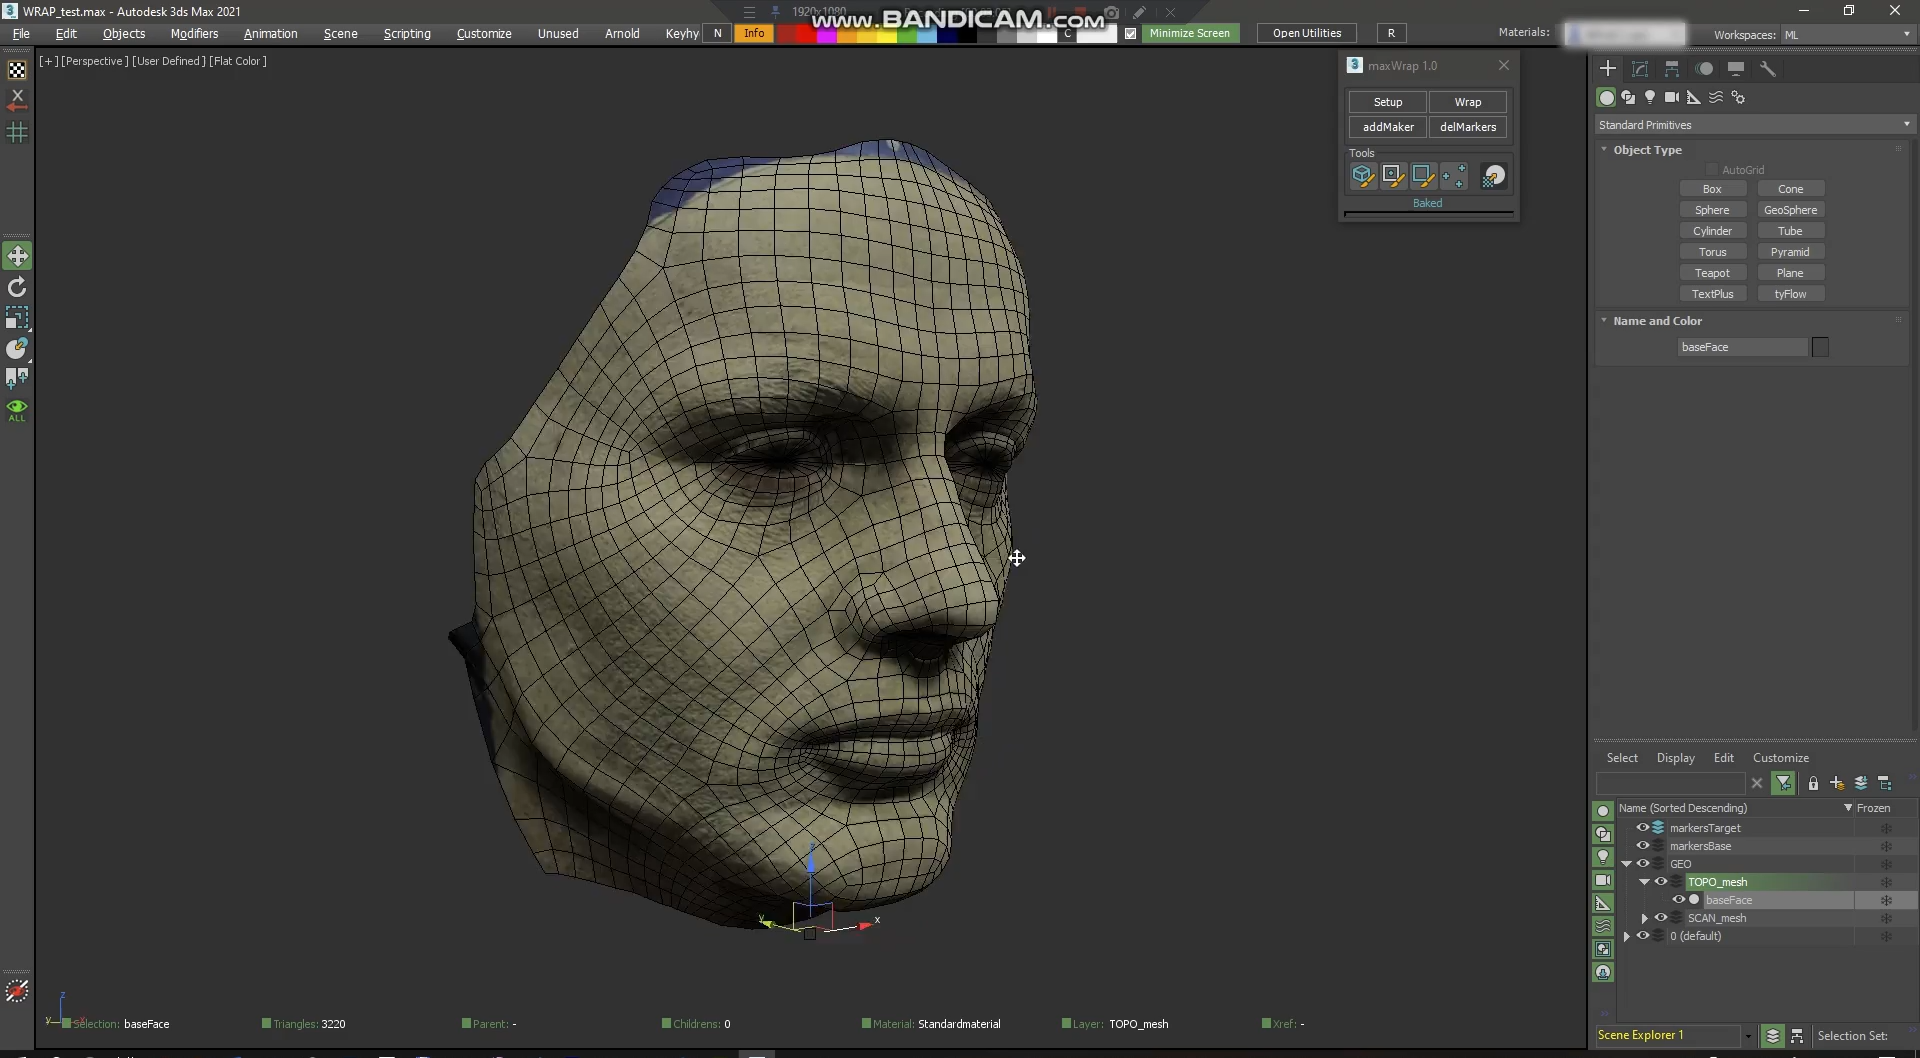 WRAP_test.max - Autodesk 3ds Max 2021
1920x1080
www.BANDICAM.com
File Edit Objects Modifiers Animation Scene Scripting Customize Unused Arnold Keyhy N Info C Minimize Screen Open Utilities R Materials: Workspaces: ML
[+] [Perspective ] [User Defined ] [Flat Color ]
maxWrap 1.0
Setup Wrap
addMaker delMarkers
Tools
Baked
ALL
Standard Primitives
Object Type
AutoGrid
Box Cone
Sphere GeoSphere
Cylinder Tube
Torus Pyramid
Teapot Plane
TextPlus tyFlow
Name and Color
baseFace
Select Display Edit Customize
Name (Sorted Descending) Frozen
markersTarget
markersBase
GEO
TOPO_mesh
baseFace
SCAN_mesh
0 (default)
z
y x
z
y x
Selection: baseFace Triangles: 3220 Parent: - Childrens: 0 Material: Standardmaterial Layer: TOPO_mesh Xref: -
Scene Explorer 1 Selection Set: